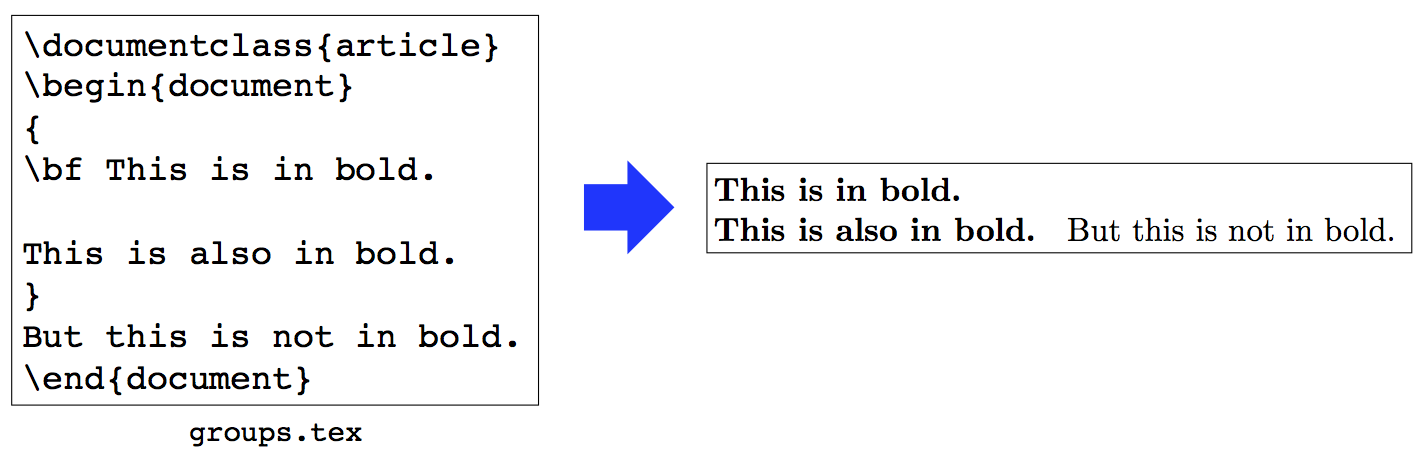 \documentclass{article}
\begin{document}
{
\bf This is in bold.
This is also in bold.
}
But this is not in bold.
\end{document}
groups.tex
This is in bold.
This is also in bold. But this is not in bold.